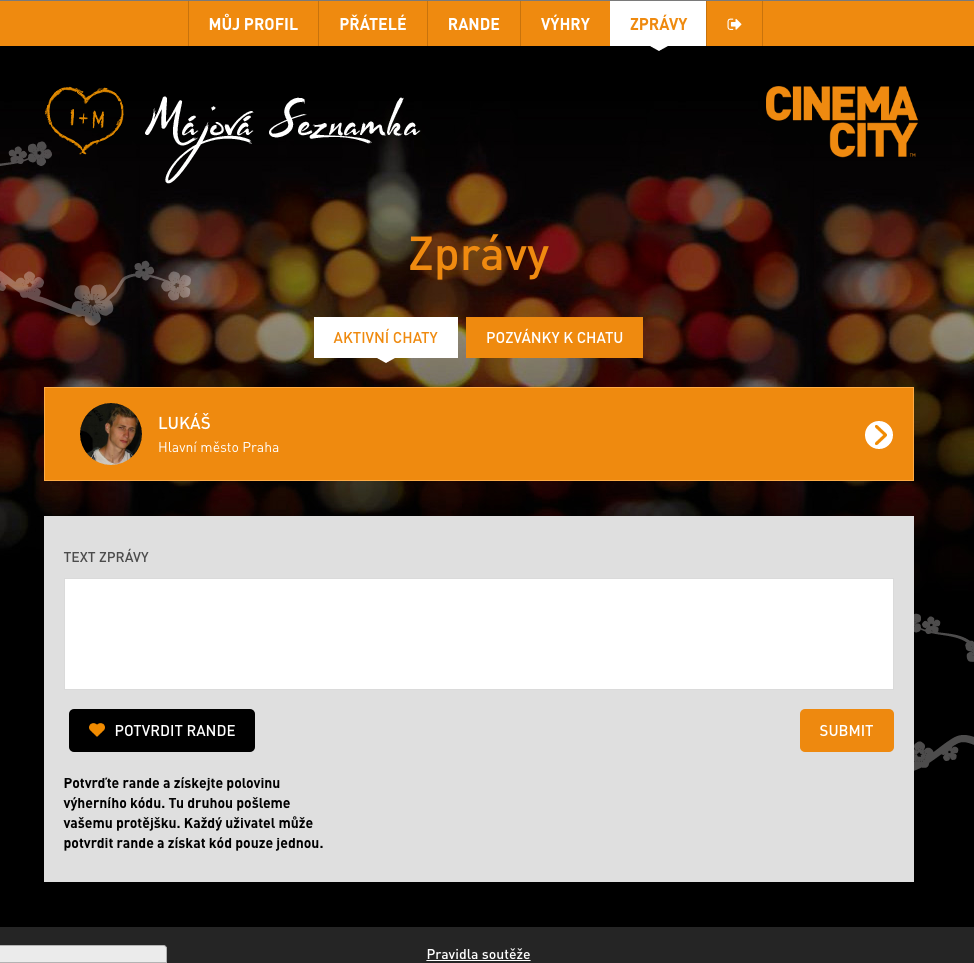 MŮJ PROFIL
PŘÁTELÉ
RANDE
VÝHRY
ZPRÁVY
1+M
Májová Seznamka
CINEMA
CITY™
Zprávy
AKTIVNÍ CHATY
POZVÁNKY K CHATU
LUKÁŠ
Hlavní město Praha
TEXT ZPRÁVY
POTVRDIT RANDE
SUBMIT
Potvrďte rande a získejte polovinu
výherního kódu. Tu druhou pošleme
vašemu protějšku. Každý uživatel může
potvrdit rande a získat kód pouze jednou.
Pravidla soutěže